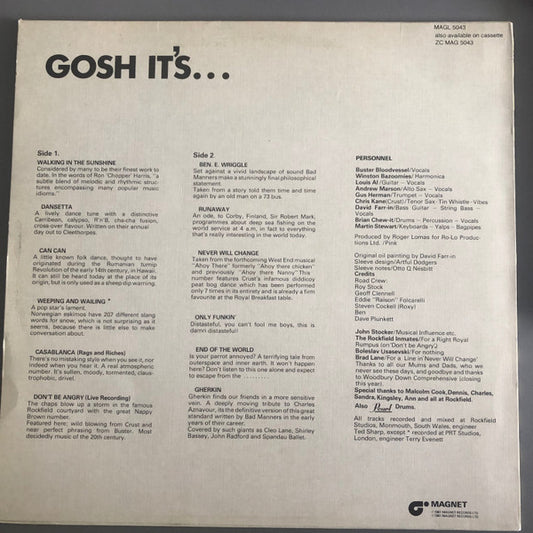 MAGL 5043
also available on cassette
ZC MAG 5043
GOSH IT'S...
Side 1.
WALKING IN THE SUNSHINE
Considered by many to be their finest work to
date. In the words of Ron 'Chopper' Harris, "a
subtle blend of melodic and rhythmic struc-
tures encompassing many popular music
idioms."
DANSETTA
A lively dance tune with a distinctive
Carribean, calypso, R'n'B, cha-cha fusion,
cross over flavour. Written on their annual
day out to Cleethorpes.
CAN CAN
A little known folk dance, thought to have
originated during the Rumanian turnip
Revolution of the early 14th century, in Hawaii.
It can still be heard today at the place of its
origin, but is only used as a sheep dip warning.
WEEPING AND WAILING *
A pop star's lament.
Norwegian eskimos have 207 different slang
words for snow, which is not surprising as it
seems, because there is little else to make
conversation about.
CASABLANCA (Rags and Riches)
There's no mistaking style when you see it, nor
indeed when you hear it. A real atmospheric
number. It's sullen, moody, tormented, claus-
trophobic, drivel.
DON'T BE ANGRY (Live Recording)
The chaps blow up a storm in the famous
Rockfield courtyard with the great Nappy
Brown number.
Featured here; wild blowing from Crust and
near perfect phrasing from Buster. Most
decidedly music of the 20th century.
Side 2
BEN. E. WRIGGLE
Set against a vivid landscape of sound Bad
Manners make a stunningly final philosophical
statement.
Taken from a story told them time and time
again by an old man on a 73 bus.
RUNAWAY
An ode, to Corby, Finland, Sir Robert Mark,
programmes about deep sea fishing on the
world service at 4 a.m. in fact to everything
that's really interesting in the world today.
NEVER WILL CHANGE
Taken from the forthcoming West End musical
"Ahoy There" formerly "Ahoy there chicken"
and previously "Ahoy there Nanny" This
number features Crust's infamous diddicoy
peat bog dance which has been performed
only 7 times in its entirety and is already a firm
favourite at the Royal Breakfast table.
ONLY FUNKIN'
Distasteful, you can't fool me boys, this is
damn distasteful!
END OF THE WORLD
Is your parrot annoyed? A terrifying tale from
outerspace and inner earth. It won't happen
here! Don't listen to this one alone and expect
to escape from the ........
GHERKIN
Gherkin finds our friends in a more sensitive
vein. A deeply moving tribute to Charles
Aznavour, its the definitive version of this great
standard written by Bad Manners in the early
years of their career.
Covered by such giants as Cleo Lane, Shirley
Bassey, John Radford and Spandau Ballet.
PERSONNEL
Buster Bloodvessel/Vocals
Winston Bazoomies/Harmonica
Louis Al/Guitar – Vocals
Andrew Marson/Alto Sax – Vocals
Gus Herman/Trumpet – Vocals
Chris Kane(Crust)/Tenor Sax-Tin Whistle-Vibes
David Farr-in/Bass Guitar – String Bass –
Vocals
Brian Chew-it/Drums – Percussion – Vocals
Martin Stewart/Keyboards – Yalps – Bagpipes
Produced by Roger Lomas for Ro-Lo Produc-
tions Ltd. /Pink
Original oil painting by David Farr-in
Sleeve design/Artful Dodgers
Sleeve notes/Otto Q Nesbitt
Credits
Road Crew:
Roy Stock
Geoff Clennell
Eddie "Raison" Folcarelli
Steven Cockell (Roxy)
Ben
Dave Plunkett
John Stocker/Musical Influence etc.
The Rockfield Inmates/For a Right Royal
Rumpus (on'Don't be AngryQ)
Boleslav Usasevich/For nothing
Brad Lane/For a Line in 'Never Will Change'
Thanks to all our Mums and Dads, who we
never see these days, and goodbye and thanks
to Woodbury Down Comprehensive (closing
this en)
Special thanks to Malcolm Cook, Dennis, Charles,
Sandra, Kingsley, Ann and all at Rockfield.
Also Pearl Drums.
All tracks recorded and mixed at Rockfield
Studios, Monmouth, South Wales, engineer
Ted Sharp, except * recorded at PRT Studios,
London, engineer Terry Evenett
MAGNET